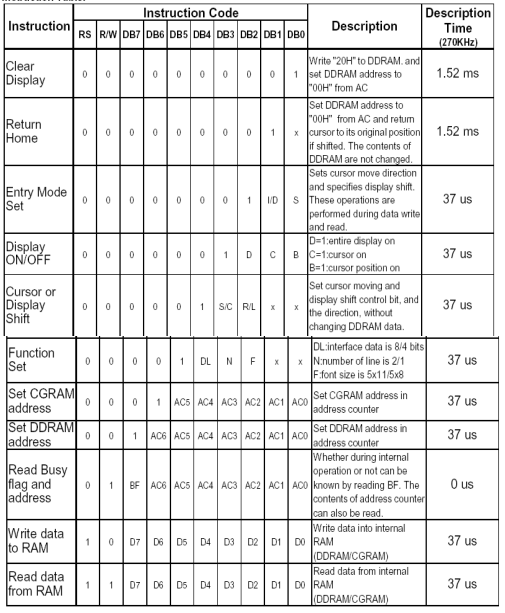 Instruction Table:
Instruction Code
Description
Time
(270KHz)
Instruction RS R/W DB7 DB6 DB5 DB4 DB3 DB2 DB1 DB0 Description
Clear
Display
0 0 0 0 0 0 0 0 0 1
Write "20H" to DDRAM. and
set DDRAM address to
"00H" from AC
1.52 ms
Return
Home
0 0 0 0 0 0 0 0 1 x
Set DDRAM address to
"00H" from AC and return
cursor to its original position
if shifted. The contents of
DDRAM are not changed.
1.52 ms
Entry Mode
Set
0 0 0 0 0 0 0 1 I/D S
Sets cursor move direction
and specifies display shift.
These operations are
performed during data write
and read.
37 us
Display
ON/OFF
0 0 0 0 0 0 1 D C B
D=1:entire display on
C=1:cursor on
B=1:cursor position on
37 us
Cursor or
Display
Shift
0 0 0 0 0 1 S/C R/L x x
Set cursor moving and
display shift control bit, and
the direction, without
changing DDRAM data.
37 us
Function
Set
0 0 0 0 1 DL N F x x
DL:interface data is 8/4 bits
N:number of line is 2/1
F:font size is 5x11/5x8
37 us
Set CGRAM
address
0 0 0 1 AC5 AC4 AC3 AC2 AC1 AC0
Set CGRAM address in
address counter
37 us
Set DDRAM
address
0 0 1 AC6 AC5 AC4 AC3 AC2 AC1 AC0
Set DDRAM address in
address counter
37 us
Read Busy
flag and
address
0 1 BF AC6 AC5 AC4 AC3 AC2 AC1 AC0
Whether during internal
operation or not can be
known by reading BF. The
contents of address counter
can also be read.
0 us
Write data
to RAM
1 0 D7 D6 D5 D4 D3 D2 D1 D0
Write data into internal
RAM
(DDRAM/CGRAM)
37 us
Read data
from RAM
1 1 D7 D6 D5 D4 D3 D2 D1 D0
Read data from internal
RAM
(DDRAM/CGRAM)
37 us